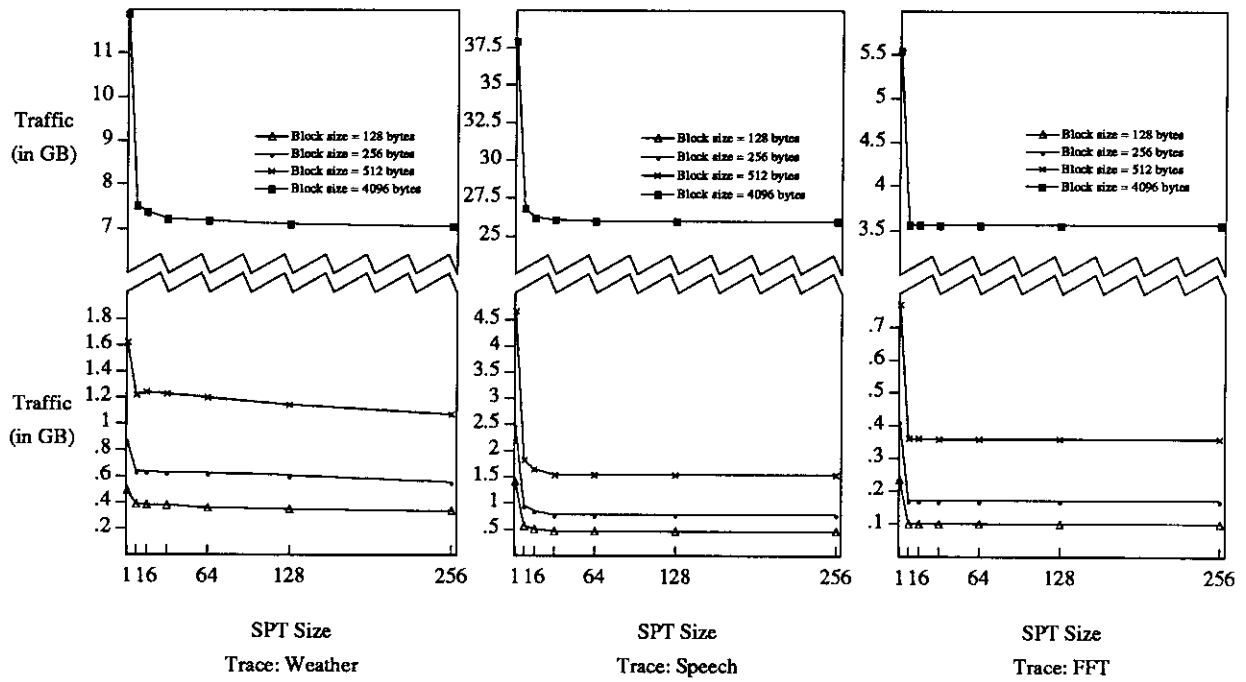 Traffic
(in GB)
11
10
9
8
7
Block size = 128 bytes
Block size = 256 bytes
Block size = 512 bytes
Block size = 4096 bytes
37.5
35
32.5
30
27.5
25
Block size = 128 bytes
Block size = 256 bytes
Block size = 512 bytes
Block size = 4096 bytes
5.5
5
4.5
4
3.5
Block size = 128 bytes
Block size = 256 bytes
Block size = 512 bytes
Block size = 4096 bytes
Traffic
(in GB)
1.8
1.6
1.4
1.2
1
.8
.6
.4
.2
1 16 64 128 256
SPT Size
Trace: Weather
4.5
4
3.5
3
2.5
2
1.5
1
.5
1 16 64 128 256
SPT Size
Trace: Speech
.7
.6
.5
.4
.3
.2
.1
1 16 64 128 256
SPT Size
Trace: FFT